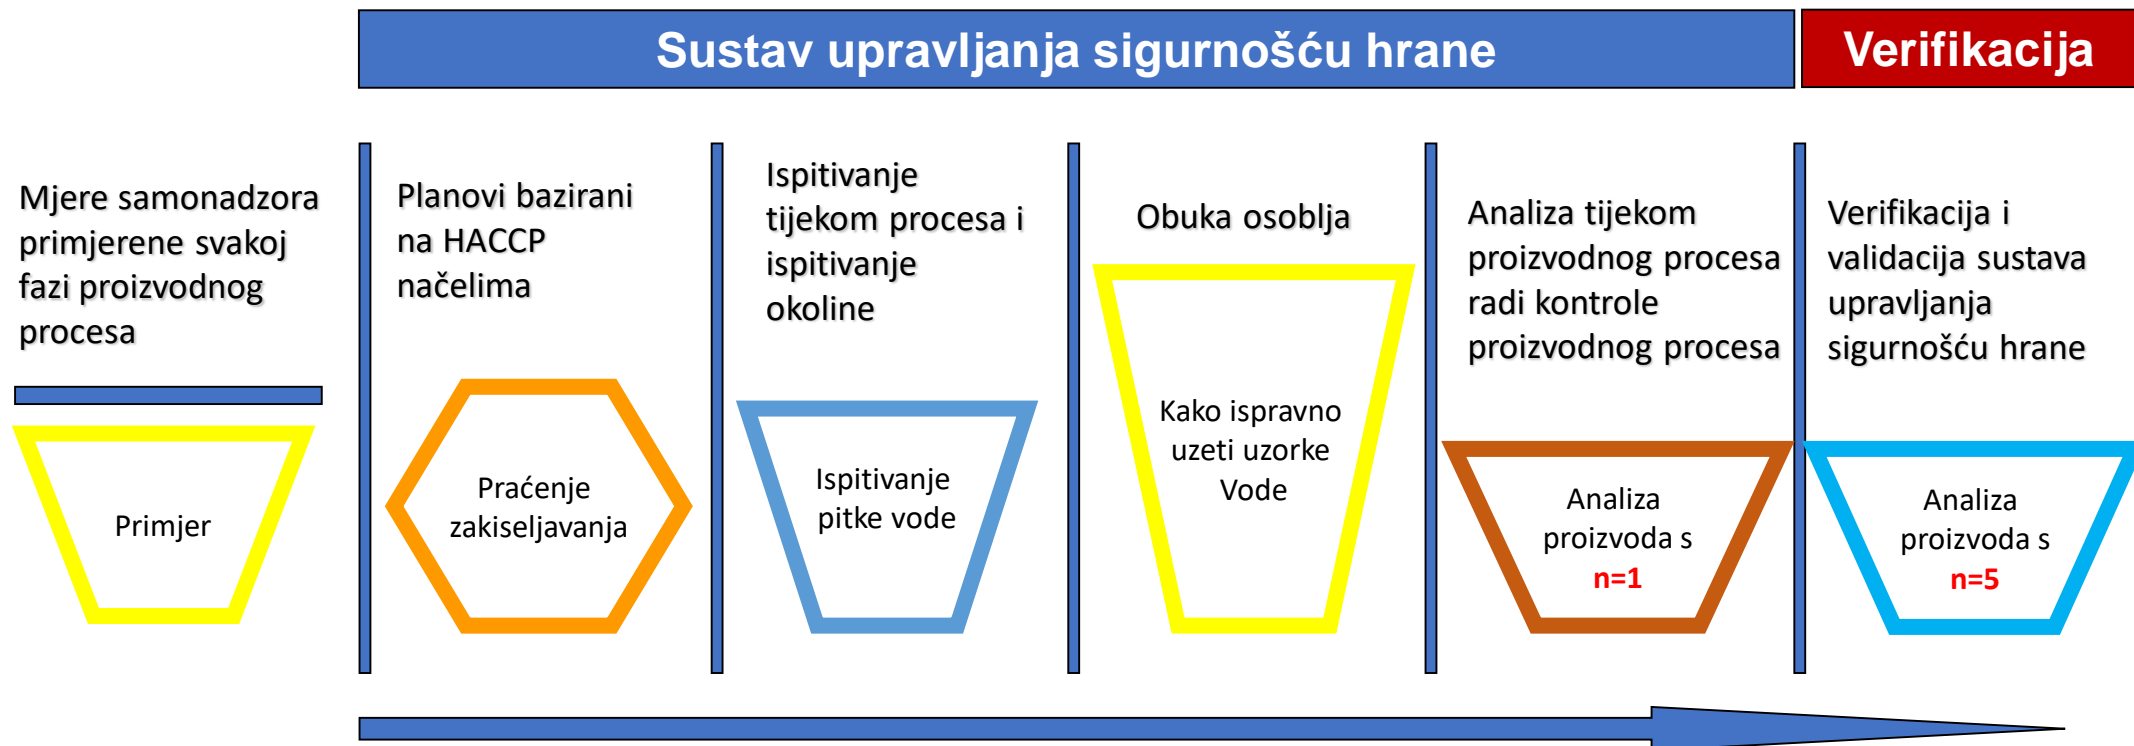 Sustav upravljanja sigurnošću hrane
Verifikacija
Mjere samonadzora
primjerene svakoj
fazi proizvodnog
procesa
Primjer
Planovi bazirani
na HACCP
načelima
Praćenje
zakiseljavanja
Ispitivanje
tijekom procesa i
ispitivanje
okoline
Ispitivanje
pitke vode
Obuka osoblja
Kako ispravno
uzeti uzorke
Vode
Analiza tijekom
proizvodnog procesa
radi kontrole
proizvodnog procesa
Analiza
proizvoda s
n=1
Verifikacija i
validacija sustava
upravljanja
sigurnošću hrane
Analiza
proizvoda s
n=5